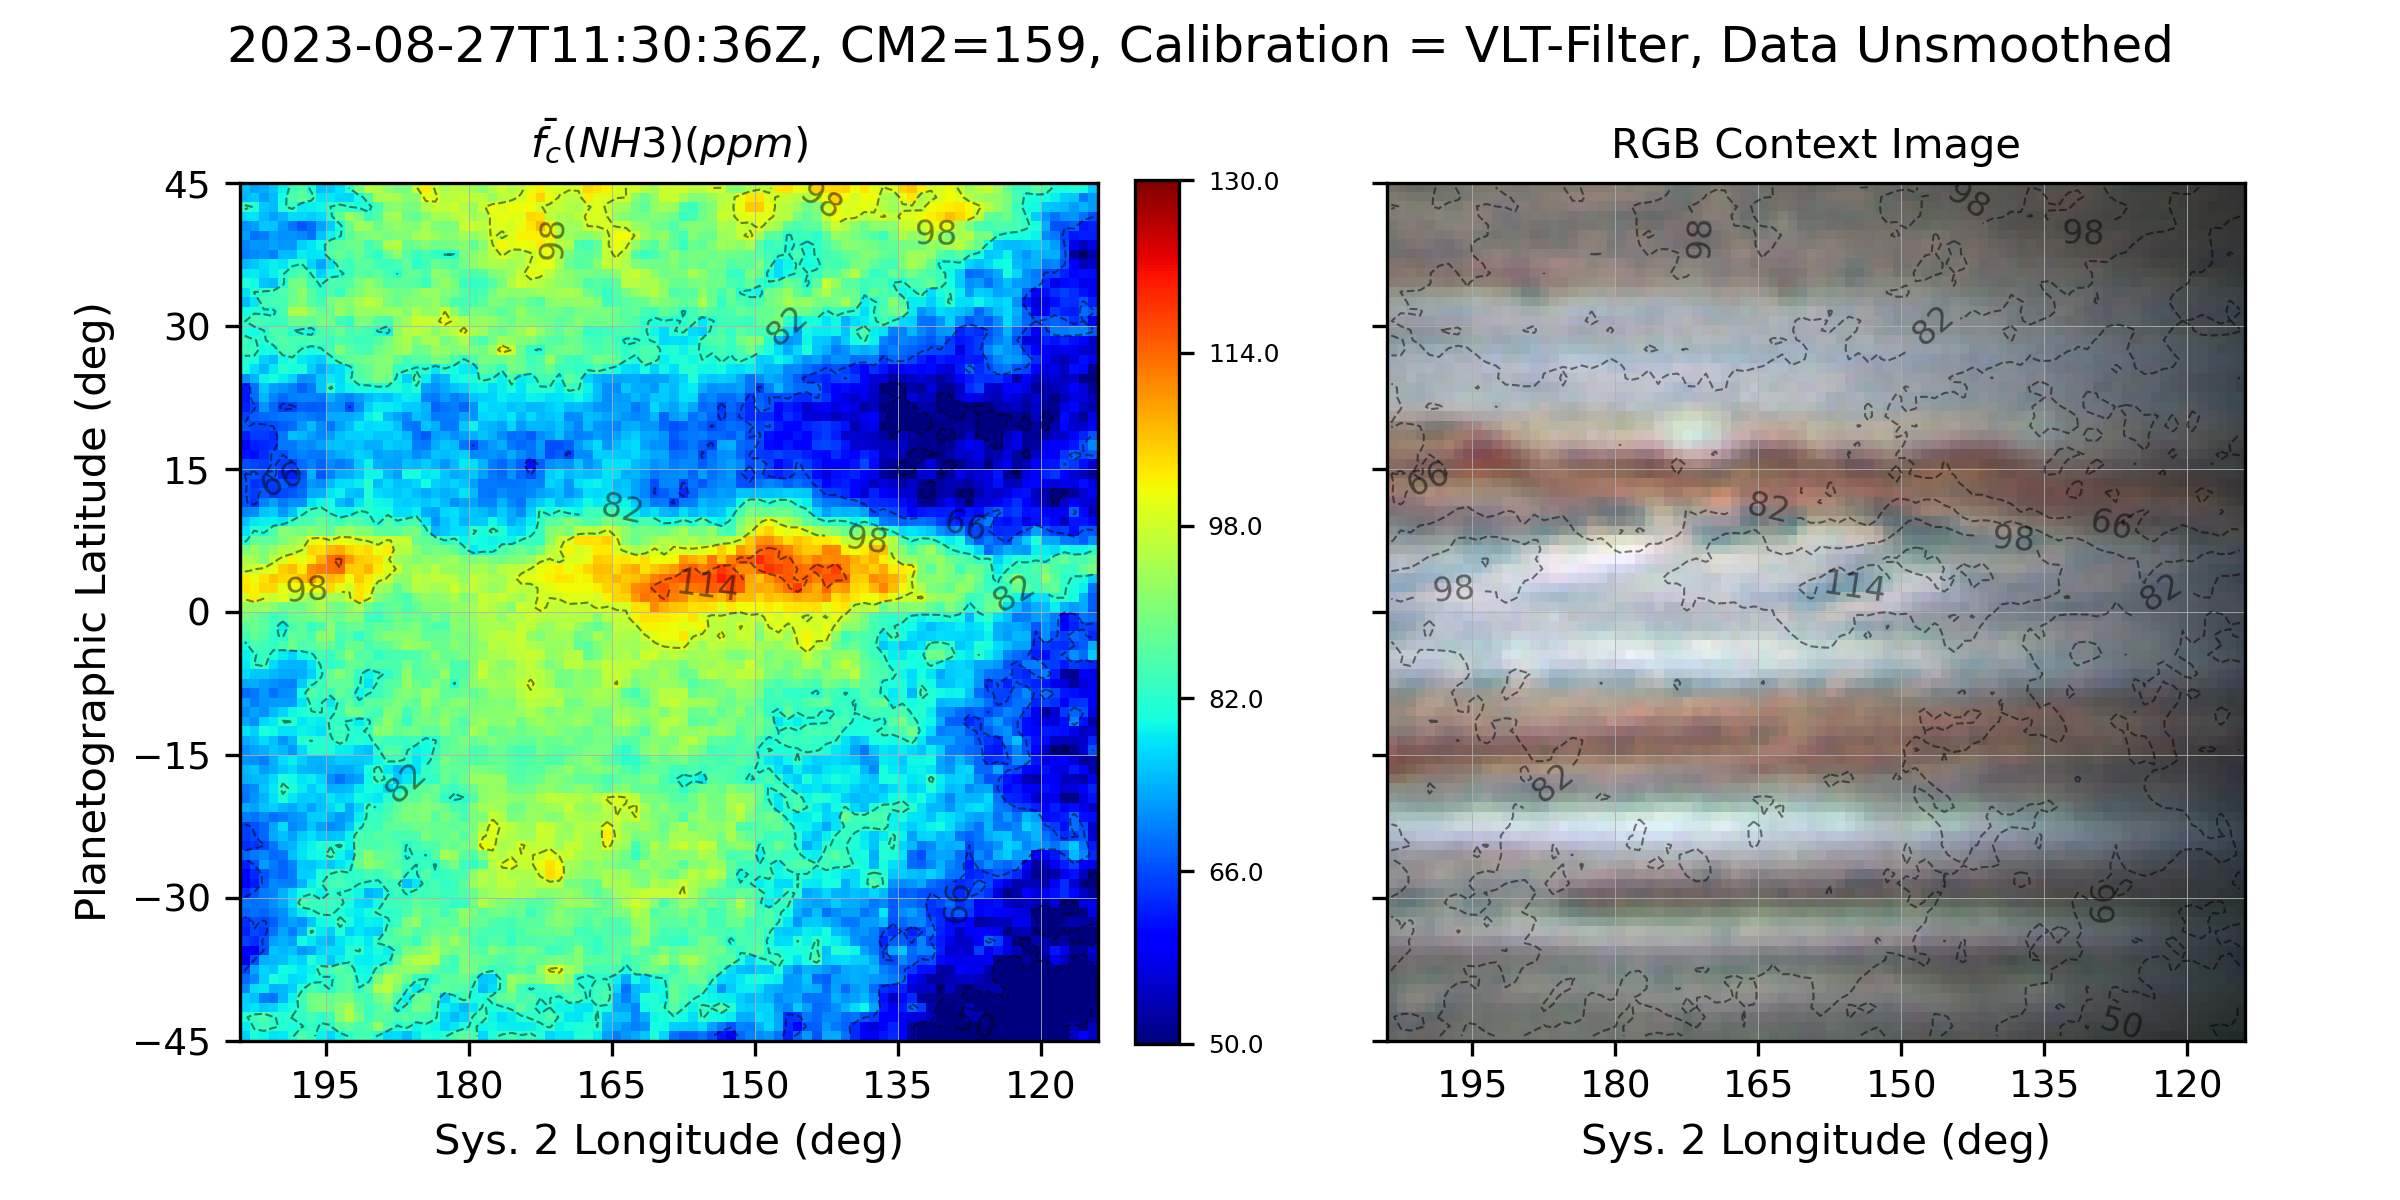 2023-08-27T11:30:36Z, CM2=159, Calibration = VLT-Filter, Data Unsmoothed
f̄_c(NH3)(ppm)
RGB Context Image
Planetographic Latitude (deg)
45
30
15
0
−15
−30
−45
195 180 165 150 135 120
Sys. 2 Longitude (deg)
98 98 98
82
66
82 98 66
98 114 82
82
66
50
130.0
114.0
98.0
82.0
66.0
50.0
98 98 98
82
66
82 98 66
98 114 82
82
66
50
195 180 165 150 135 120
Sys. 2 Longitude (deg)